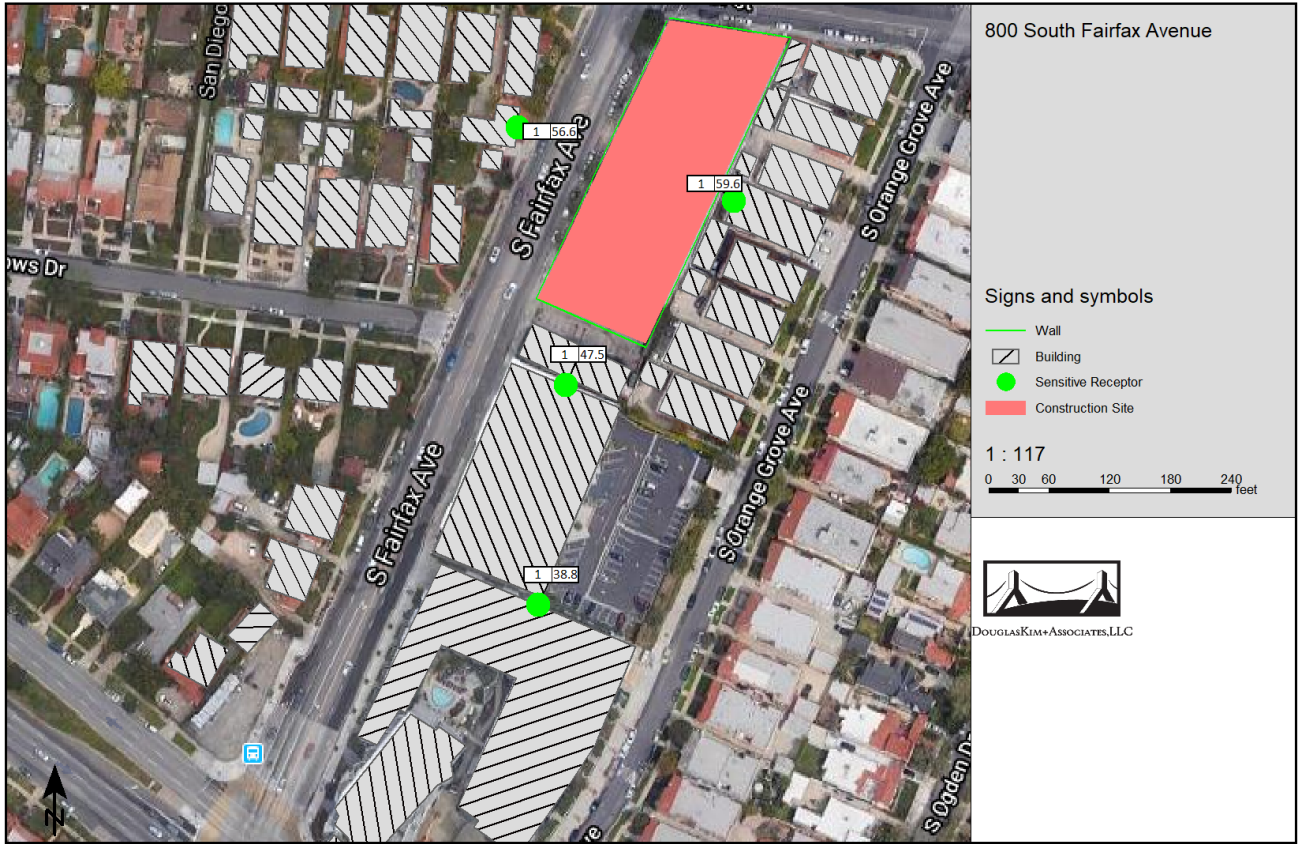 800 South Fairfax Avenue
San Diego
S Orange Grove Ave
S Fairfax Ave
1 56.6
1 59.6
ows Dr
Signs and symbols
Wall
Building
Sensitive Receptor
Construction Site
1 47.5
S Orange Grove Ave
S Fairfax Ave
1 : 117
0 30 60 120 180 240
feet
1 38.8
DOUGLASKIM+ASSOCIATES,LLC
S Ogden D
N
ve